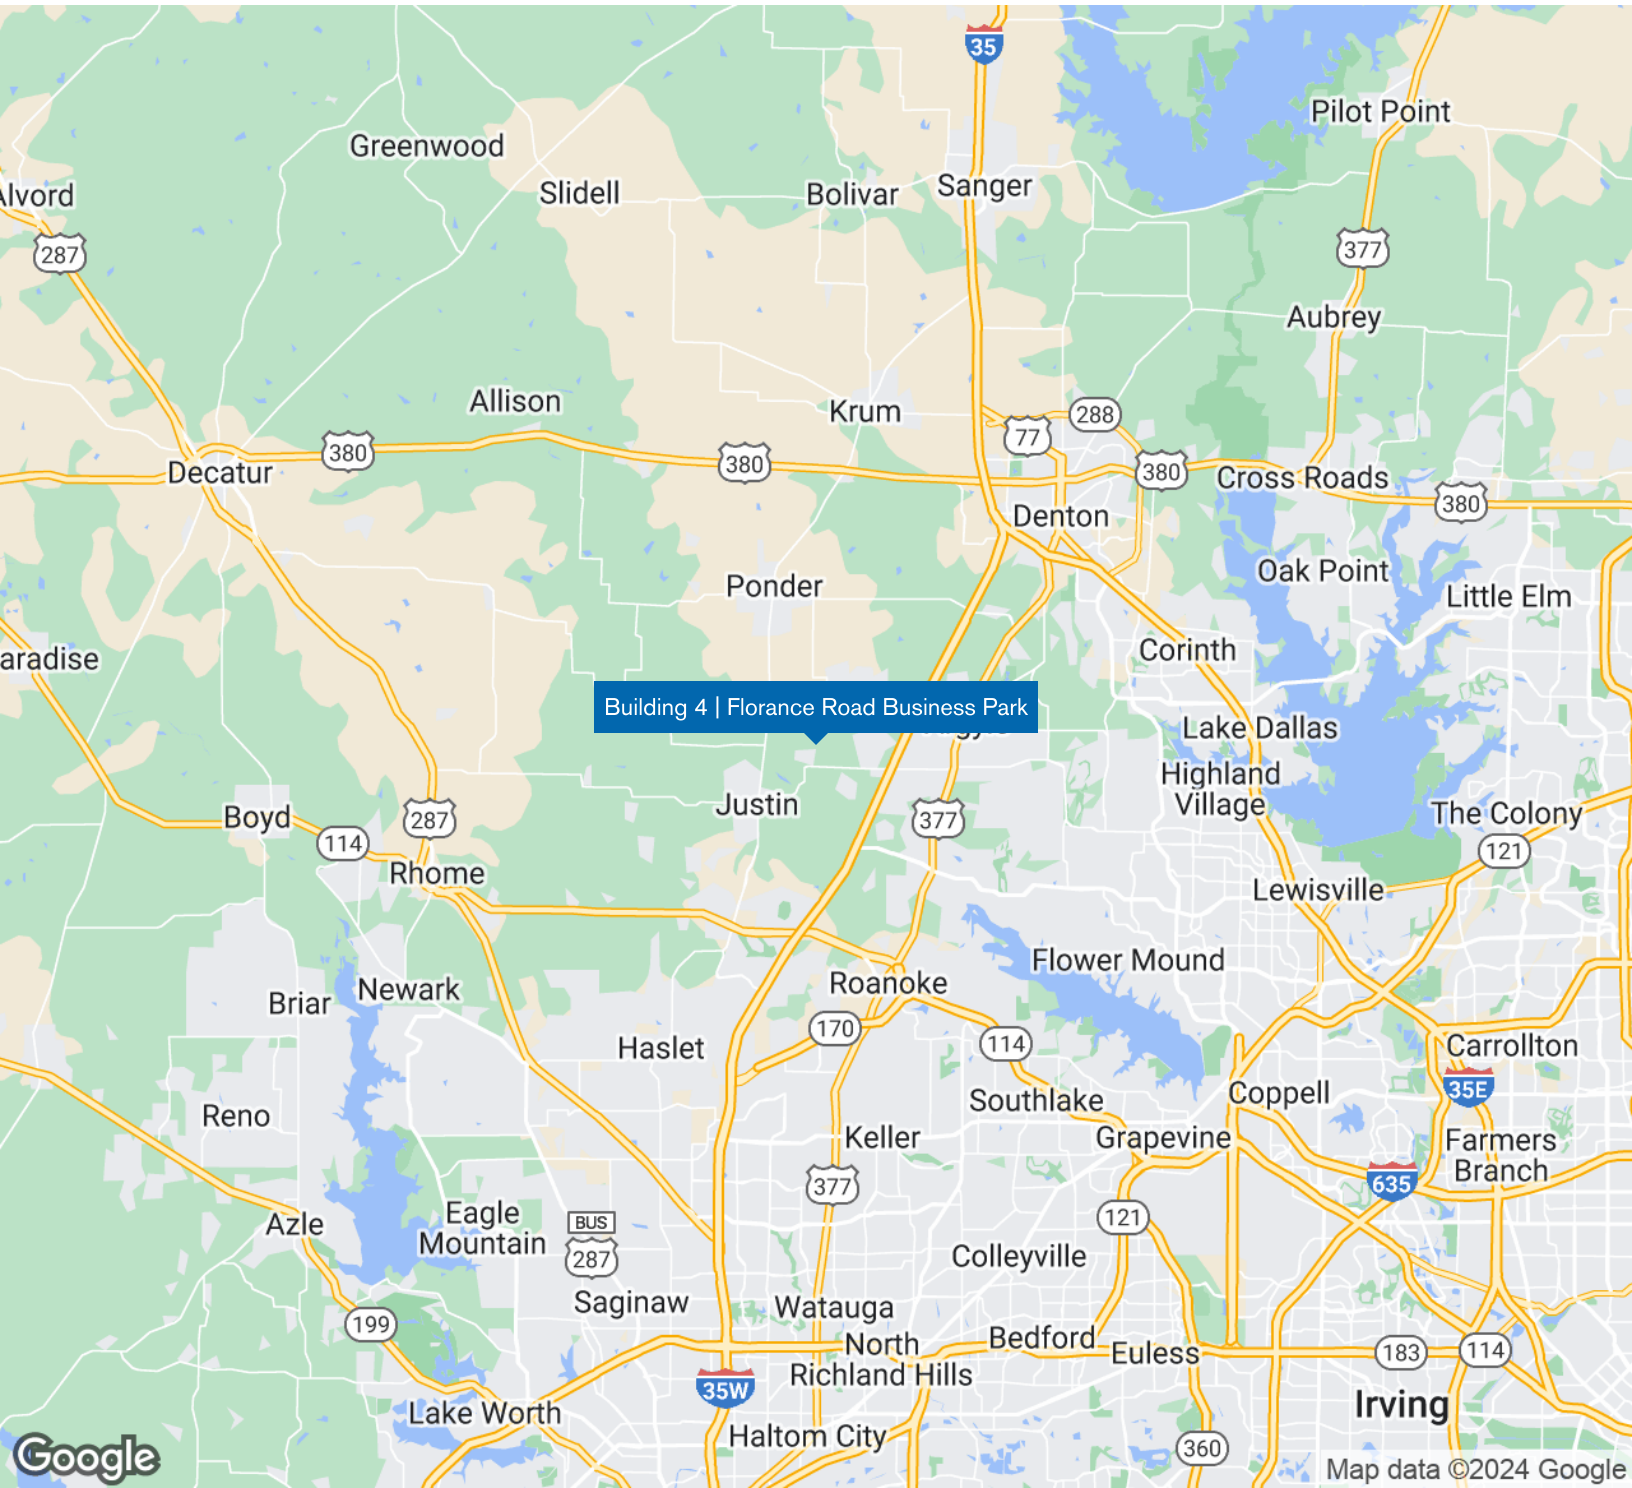 35
Pilot Point
Greenwood
Slidell
Bolivar
Sanger
Alvord
287
377
Aubrey
Allison
Krum
288
77
380
380
380
Decatur
Cross Roads
380
Denton
Oak Point
Ponder
Little Elm
Corinth
aradise
Building 4 | Florance Road Business Park
Lake Dallas
Highland
Village
Justin
Boyd
287
377
The Colony
114
121
Rhome
Lewisville
Flower Mound
Roanoke
Newark
Briar
170
Haslet
114
Carrollton
35E
Southlake
Coppell
Reno
Keller
Grapevine
Farmers
Branch
377
635
Azle
Eagle
Mountain
BUS
287
121
Colleyville
Saginaw
Watauga
199
North
Richland Hills
Bedford
Euless
183
114
35W
Irving
Lake Worth
Haltom City
360
Google
Map data ©2024 Google